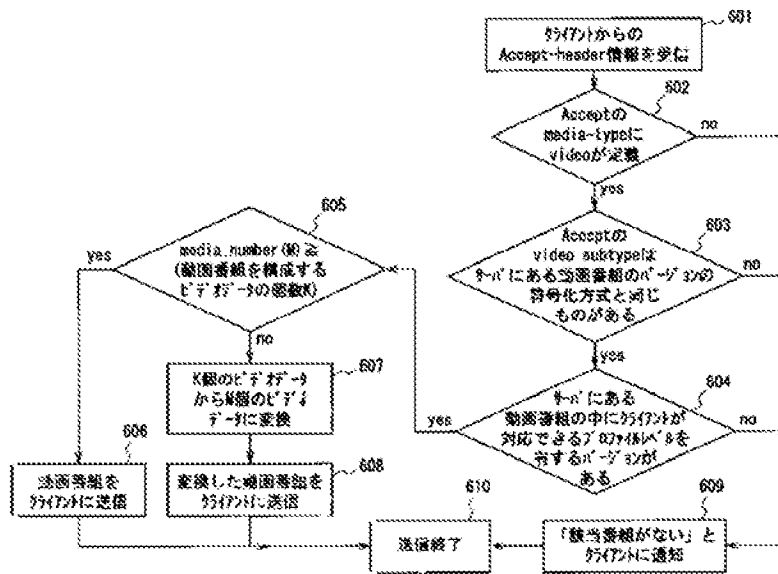 601
クライアントからの
Accept-header情報を受信
602
Acceptの
media-typeに
videoが定義
no
yes
603
Acceptの
video subtypeは
サーバにある動画番組のバージョンの
符号化方式と同じ
ものがある
no
yes
604
サーバにある
動画番組の中にクライアントが
対応できるプロファイルレベルを
有するバージョンが
ある
yes
no
605
media_number(M)≧
(動画番組を構成する
ビデオデータの個数K)
yes
no
607
K個のビデオデータ
からM個のビデオ
データに変換
606
動画番組を
クライアントに送信
608
変換した動画番組を
クライアントに送信
610
送信終了
609
「該当番組がない」と
クライアントに通知